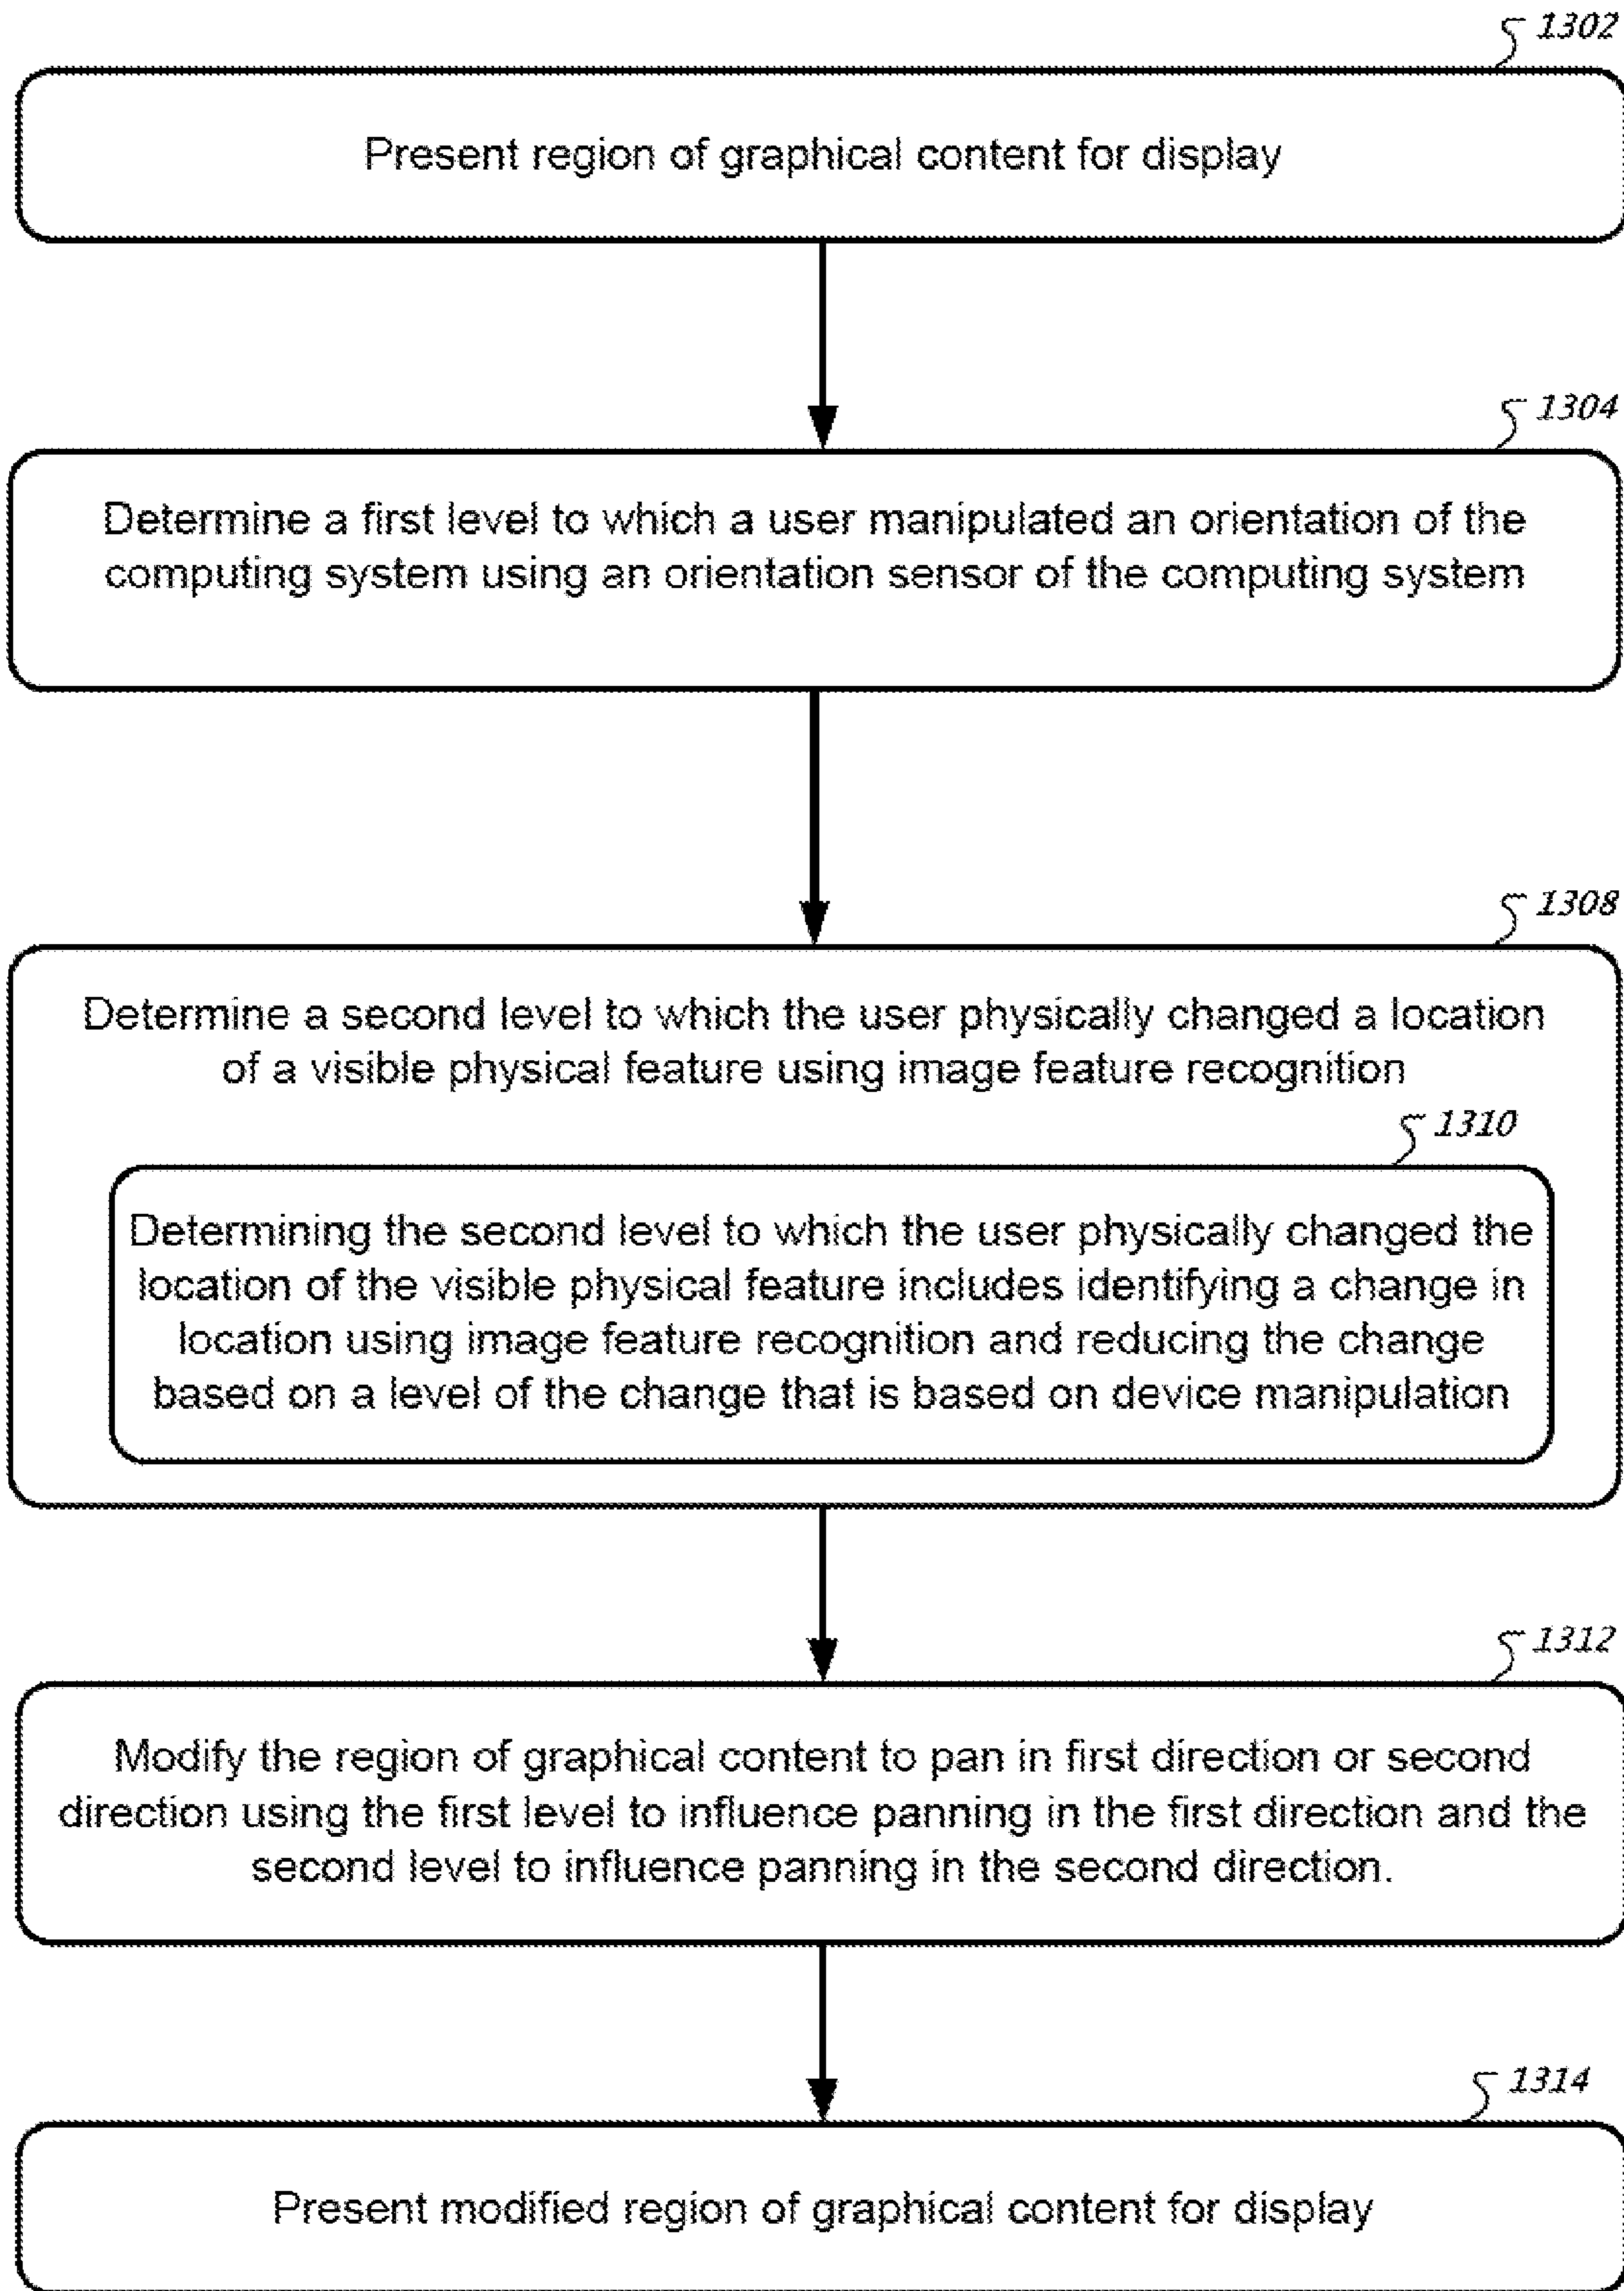 1302
Present region of graphical content for display
1304
Determine a first level to which a user manipulated an orientation of the
computing system using an orientation sensor of the computing system
1308
Determine a second level to which the user physically changed a location
of a visible physical feature using image feature recognition
1310
Determining the second level to which the user physically changed the
location of the visible physical feature includes identifying a change in
location using image feature recognition and reducing the change
based on a level of the change that is based on device manipulation
1312
Modify the region of graphical content to pan in first direction or second
direction using the first level to influence panning in the first direction and the
second level to influence panning in the second direction.
1314
Present modified region of graphical content for display